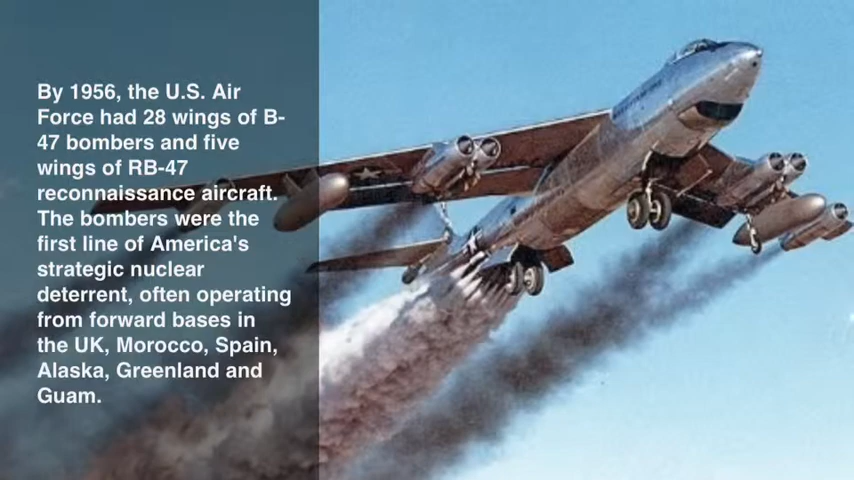 By 1956, the U.S. Air
Force had 28 wings of B-
47 bombers and five
wings of RB-47
reconnaissance aircraft.
The bombers were the
first line of America's
strategic nuclear
deterrent, often operating
from forward bases in
the UK, Morocco, Spain,
Alaska, Greenland and
Guam.